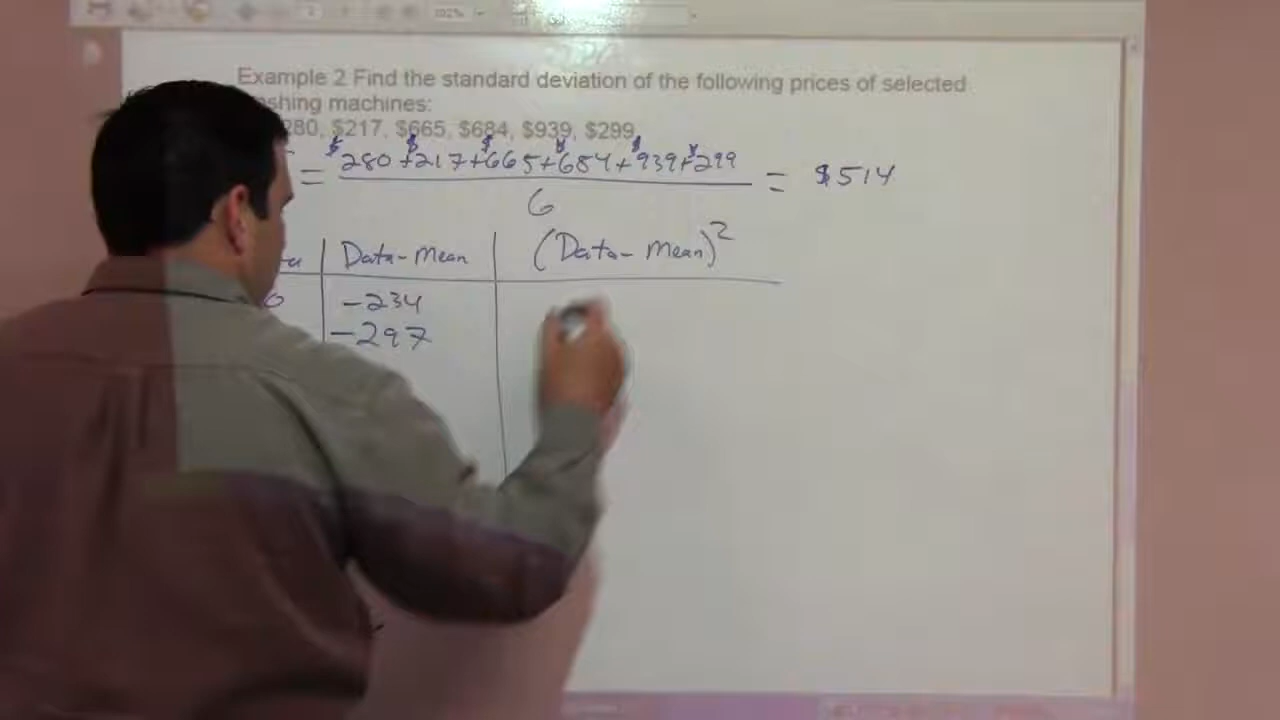 Example 2 Find the standard deviation of the following prices of selected
machines:
280, $217, $665, $684, $939, $299
= $280 + $217 + $665 + $684 + $939 + $299 = $514
6
Data-Mean (Data-Mean)²
-234
-297